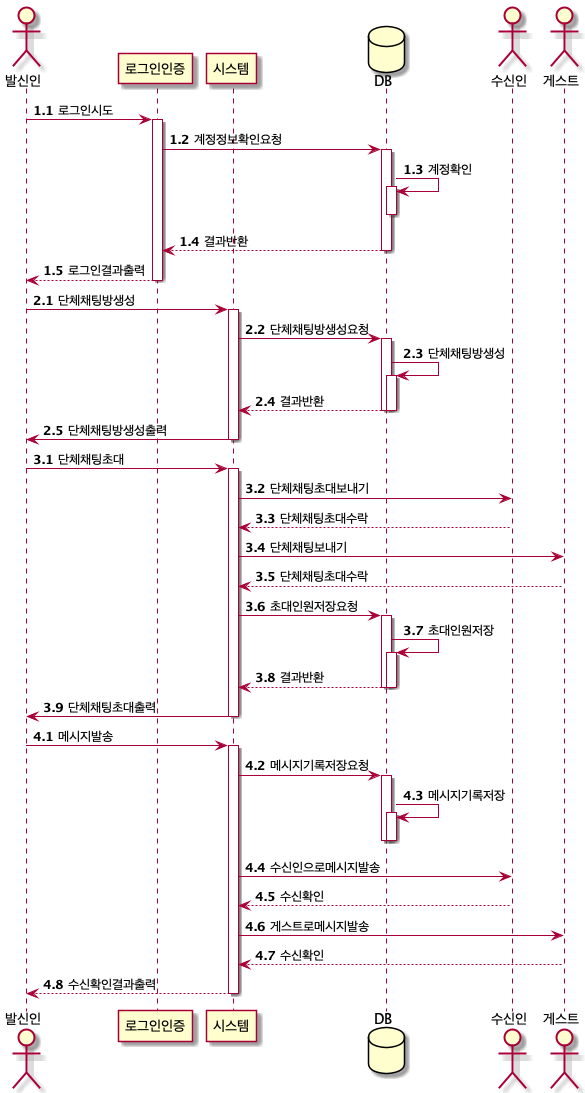 발신인 로그인인증 시스템 DB 수신인 게스트
1.1 로그인시도
1.2 계정정보확인요청
1.3 계정확인
1.4 결과반환
1.5 로그인결과출력
2.1 단체채팅방생성
2.2 단체채팅방생성요청
2.3 단체채팅방생성
2.4 결과반환
2.5 단체채팅방생성출력
3.1 단체채팅초대
3.2 단체채팅초대보내기
3.3 단체채팅초대수락
3.4 단체채팅보내기
3.5 단체채팅초대수락
3.6 초대인원저장요청
3.7 초대인원저장
3.8 결과반환
3.9 단체채팅초대출력
4.1 메시지발송
4.2 메시지기록저장요청
4.3 메시지기록저장
4.4 수신인으로메시지발송
4.5 수신확인
4.6 게스트로메시지발송
4.7 수신확인
4.8 수신확인결과출력
발신인 로그인인증 시스템 DB 수신인 게스트